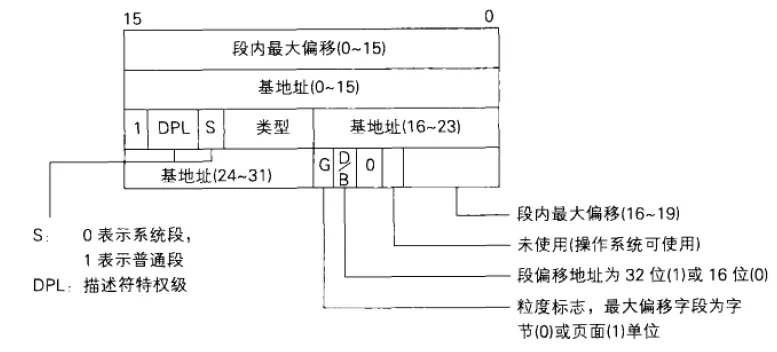 15 0
段内最大偏移(0~15)
基地址(0~15)
1 DPL S 类型 基地址(16~23)
基地址(24~31) G D/B 0
段内最大偏移(16~19)
未使用(操作系统可使用)
段偏移地址为 32 位(1)或 16 位(0)
粒度标志，最大偏移字段为字
节(0)或页面(1)单位
S: 0 表示系统段，
1 表示普通段
DPL: 描述符特权级